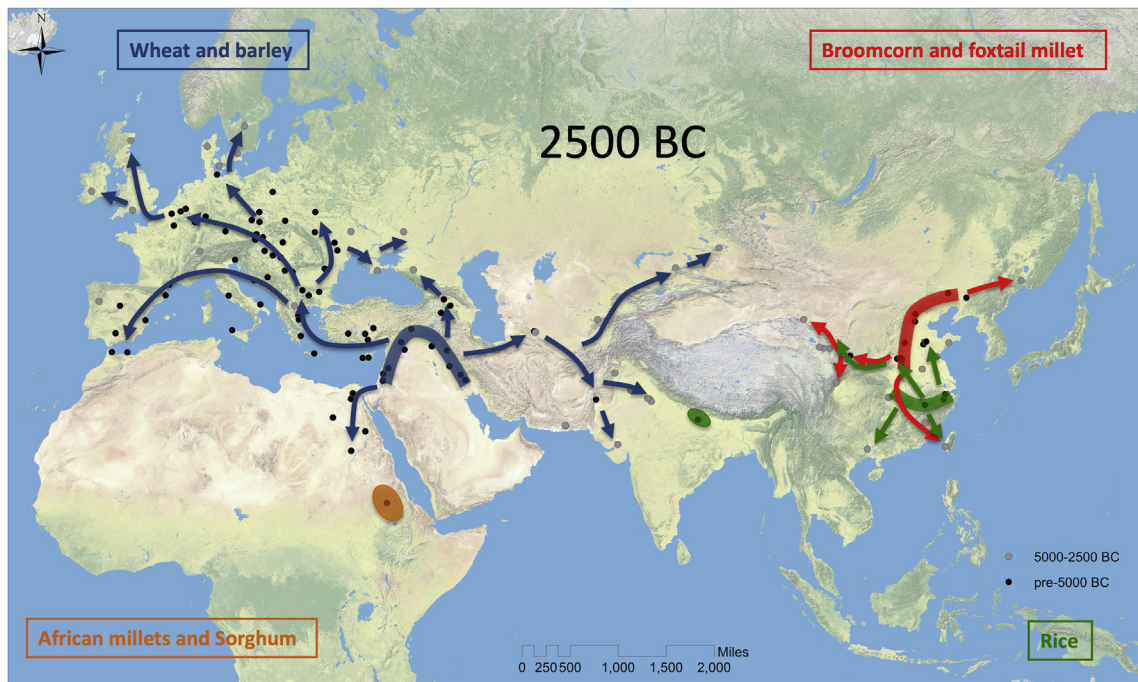 N
Wheat and barley
Broomcorn and foxtail millet
2500 BC
5000-2500 BC
pre-5000 BC
African millets and Sorghum
Rice
Miles
0 250 500 1,000 1,500 2,000